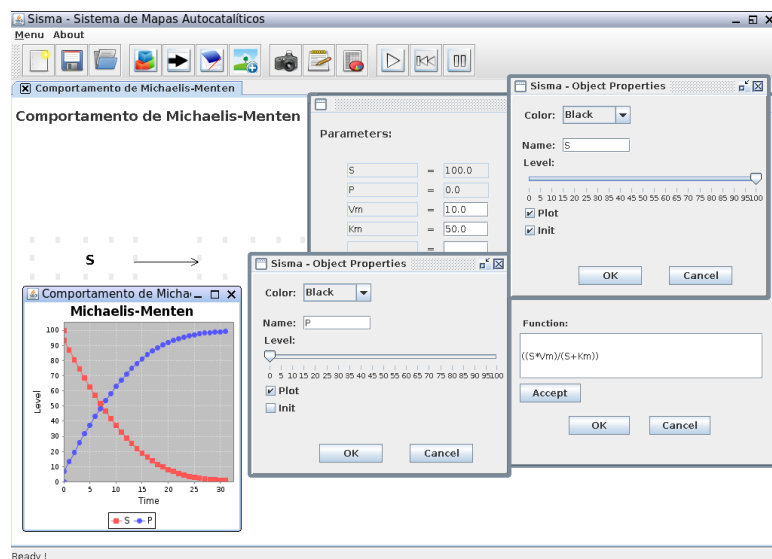 Sisma - Sistema de Mapas Autocatalíticos
Menu About
Comportamento de Michaelis-Menten
Comportamento de Michaelis-Menten
S
Parameters:
S = 100.0
P = 0.0
Vm = 10.0
Km = 50.0
=
Sisma - Object Properties
Color: Black
Name: S
Level:
0 5 10 15 20 25 30 35 40 45 50 55 60 65 70 75 80 85 90 95100
Plot
Init
OK Cancel
Sisma - Object Properties
Color: Black
Name: P
Level:
0 5 10 15 20 25 30 35 40 45 50 55 60 65 70 75 80 85 90 95100
Plot
Init
OK Cancel
Function:
((S*Vm)/(S+Km))
Accept
OK Cancel
Comportamento de Micha
Michaelis-Menten
Level
100
90
80
70
60
50
40
30
20
10
0
0 5 10 15 20 25 30
Time
S P
Ready !